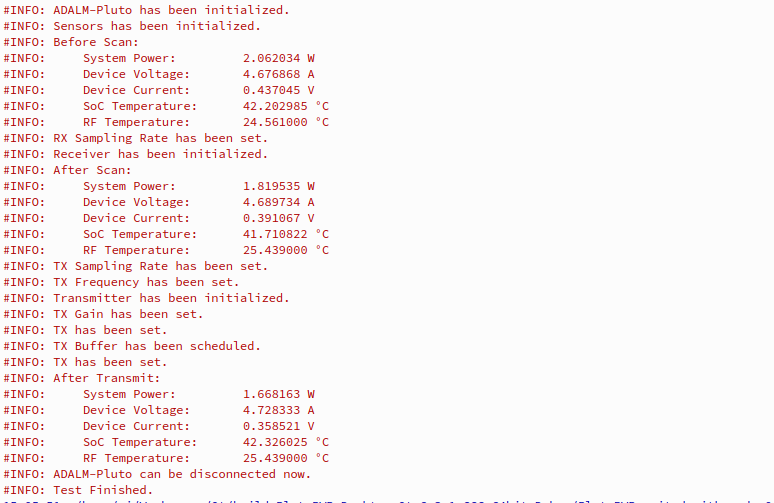 #INFO: ADALM-Pluto has been initialized.
#INFO: Sensors has been initialized.
#INFO: Before Scan:
#INFO: System Power: 2.062034 W
#INFO: Device Voltage: 4.676868 A
#INFO: Device Current: 0.437045 V
#INFO: SoC Temperature: 42.202985 °C
#INFO: RF Temperature: 24.561000 °C
#INFO: RX Sampling Rate has been set.
#INFO: Receiver has been initialized.
#INFO: After Scan:
#INFO: System Power: 1.819535 W
#INFO: Device Voltage: 4.689734 A
#INFO: Device Current: 0.391067 V
#INFO: SoC Temperature: 41.710822 °C
#INFO: RF Temperature: 25.439000 °C
#INFO: TX Sampling Rate has been set.
#INFO: TX Frequency has been set.
#INFO: Transmitter has been initialized.
#INFO: TX Gain has been set.
#INFO: TX has been set.
#INFO: TX Buffer has been scheduled.
#INFO: TX has been set.
#INFO: After Transmit:
#INFO: System Power: 1.668163 W
#INFO: Device Voltage: 4.728333 A
#INFO: Device Current: 0.358521 V
#INFO: SoC Temperature: 42.326025 °C
#INFO: RF Temperature: 25.439000 °C
#INFO: ADALM-Pluto can be disconnected now.
#INFO: Test Finished.